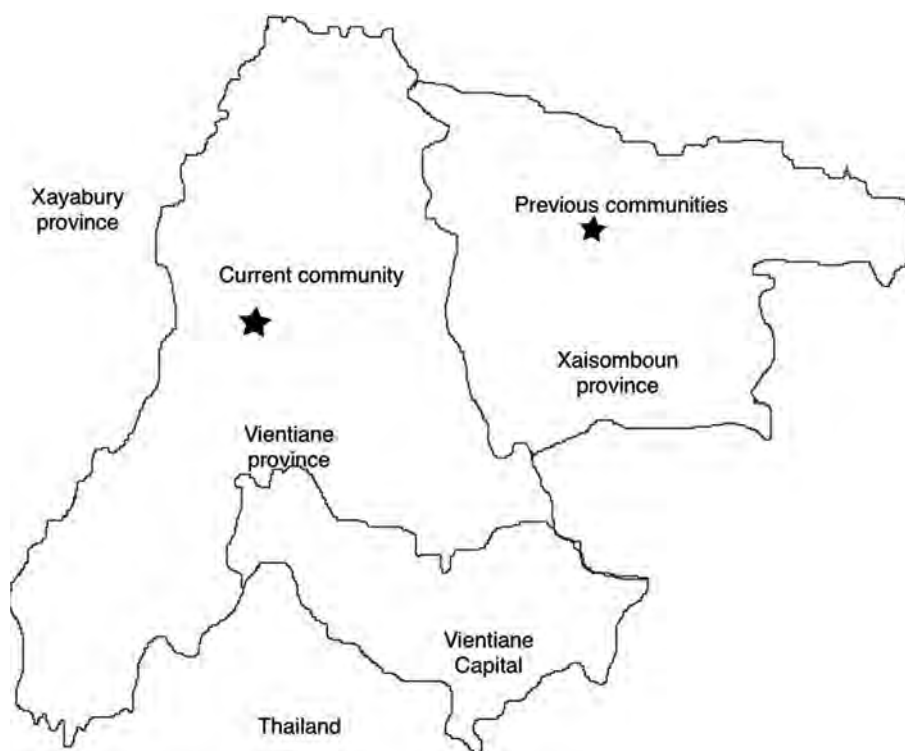 Xayabury
province
Previous communities
Current community
Xaisomboun
province
Vientiane
province
Vientiane
Capital
Thailand